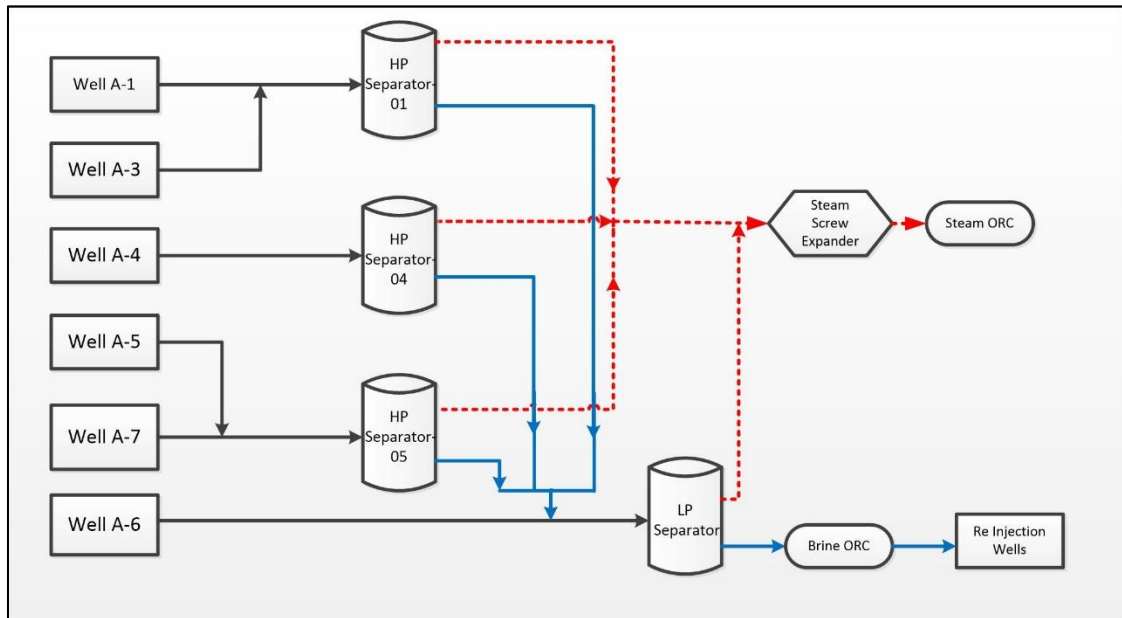 Well A-1
Well A-3
Well A-4
Well A-5
Well A-7
Well A-6
HP
Separator-
01
HP
Separator-
04
HP
Separator-
05
LP
Separator
Steam
Screw
Expander
Steam ORC
Brine ORC
Re Injection
Wells